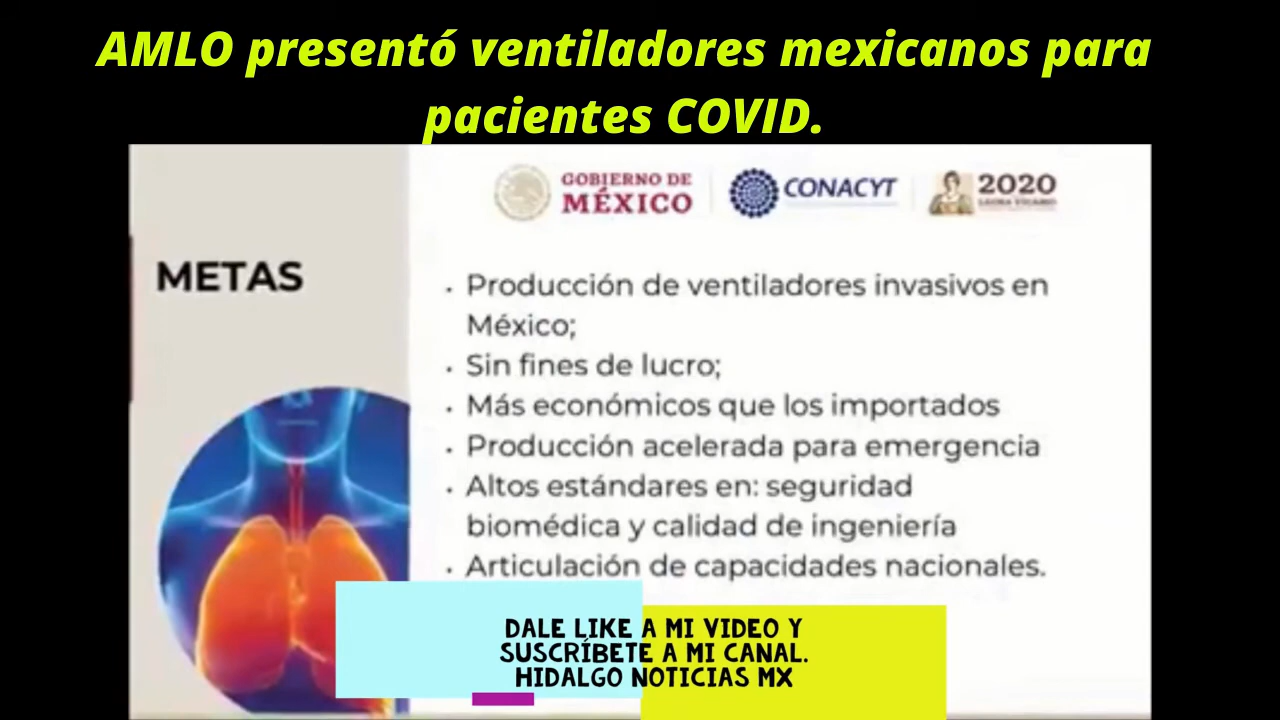 AMLO presentó ventiladores mexicanos para
pacientes COVID.
GOBIERNO DE
MÉXICO
CONACYT
2020
LEONA VICARIO
METAS
· Producción de ventiladores invasivos en
México;
· Sin fines de lucro;
· Más económicos que los importados
· Producción acelerada para emergencia
· Altos estándares en: seguridad
biomédica y calidad de ingeniería
· Articulación de capacidades nacionales.
DALE LIKE A MI VIDEO Y
SUSCRÍBETE A MI CANAL.
HIDALGO NOTICIAS MX